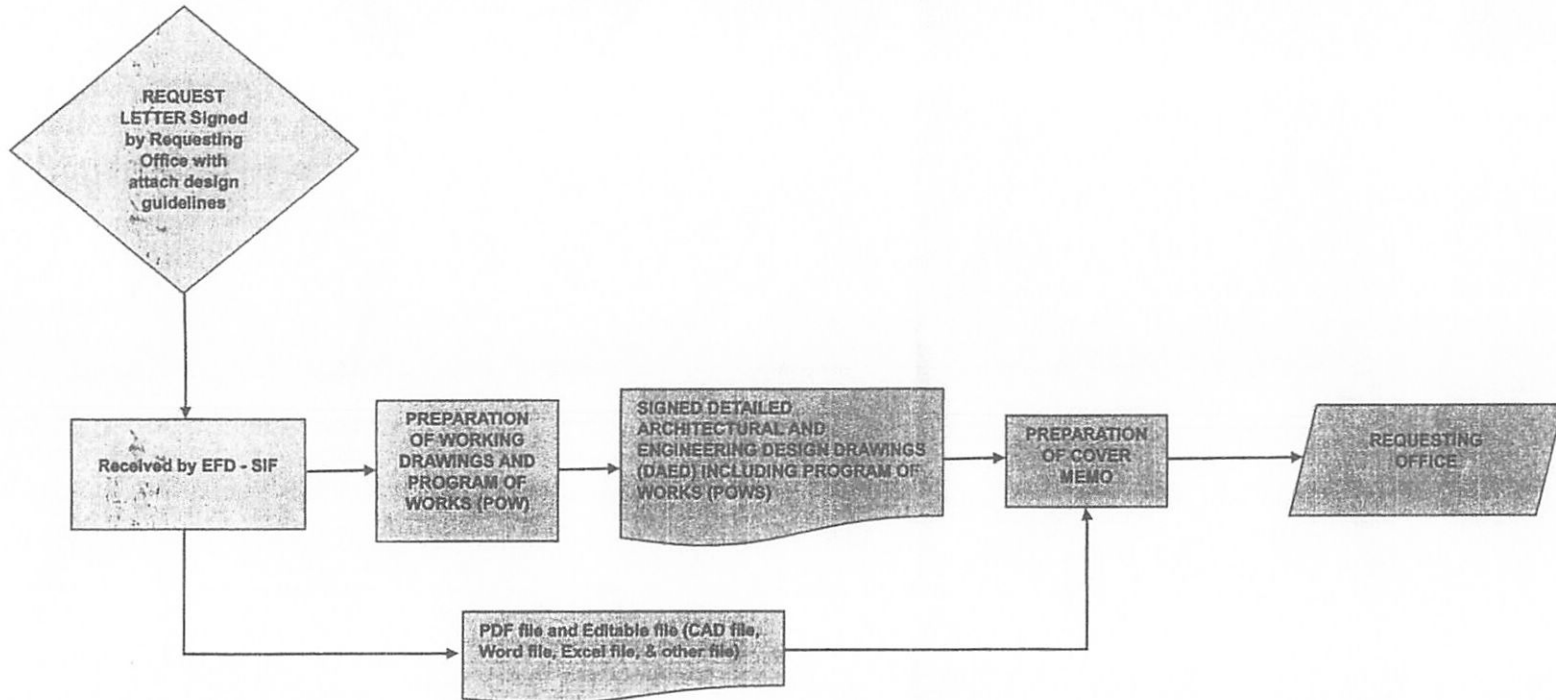 REQUEST
LETTER Signed
by Requesting
Office with
attach design
guidelines
Received by EFD - SIF
PREPARATION
OF WORKING
DRAWINGS AND
PROGRAM OF
WORKS (POW)
SIGNED DETAILED
ARCHITECTURAL AND
ENGINEERING DESIGN DRAWINGS
(DAED) INCLUDING PROGRAM OF
WORKS (POWS)
PREPARATION
OF COVER
MEMO
REQUESTING
OFFICE
PDF file and Editable file (CAD file,
Word file, Excel file, & other file)